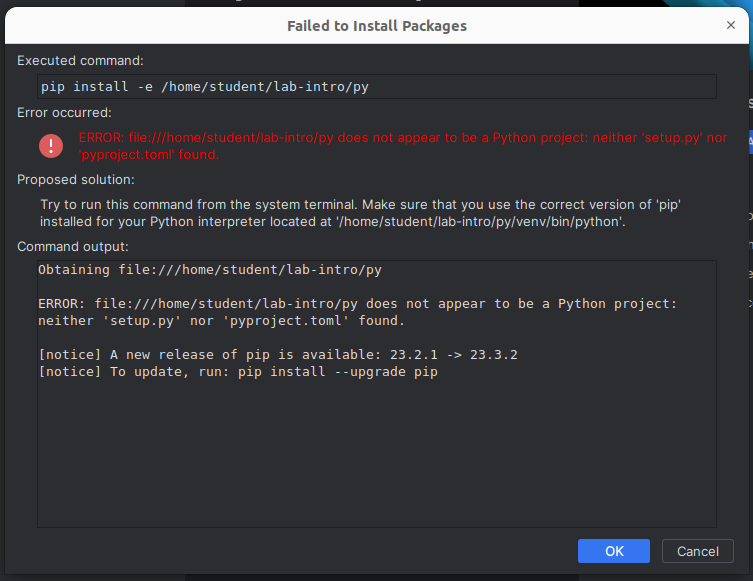 Failed to Install Packages
×
Executed command:
pip install -e /home/student/lab-intro/py
Error occurred:
ERROR: file:///home/student/lab-intro/py does not appear to be a Python project: neither 'setup.py' nor
'pyproject.toml' found.
Proposed solution:
Try to run this command from the system terminal. Make sure that you use the correct version of 'pip'
installed for your Python interpreter located at '/home/student/lab-intro/py/venv/bin/python'.
Command output:
Obtaining file:///home/student/lab-intro/py
ERROR: file:///home/student/lab-intro/py does not appear to be a Python project:
neither 'setup.py' nor 'pyproject.toml' found.
[notice] A new release of pip is available: 23.2.1 -> 23.3.2
[notice] To update, run: pip install --upgrade pip
OK
Cancel